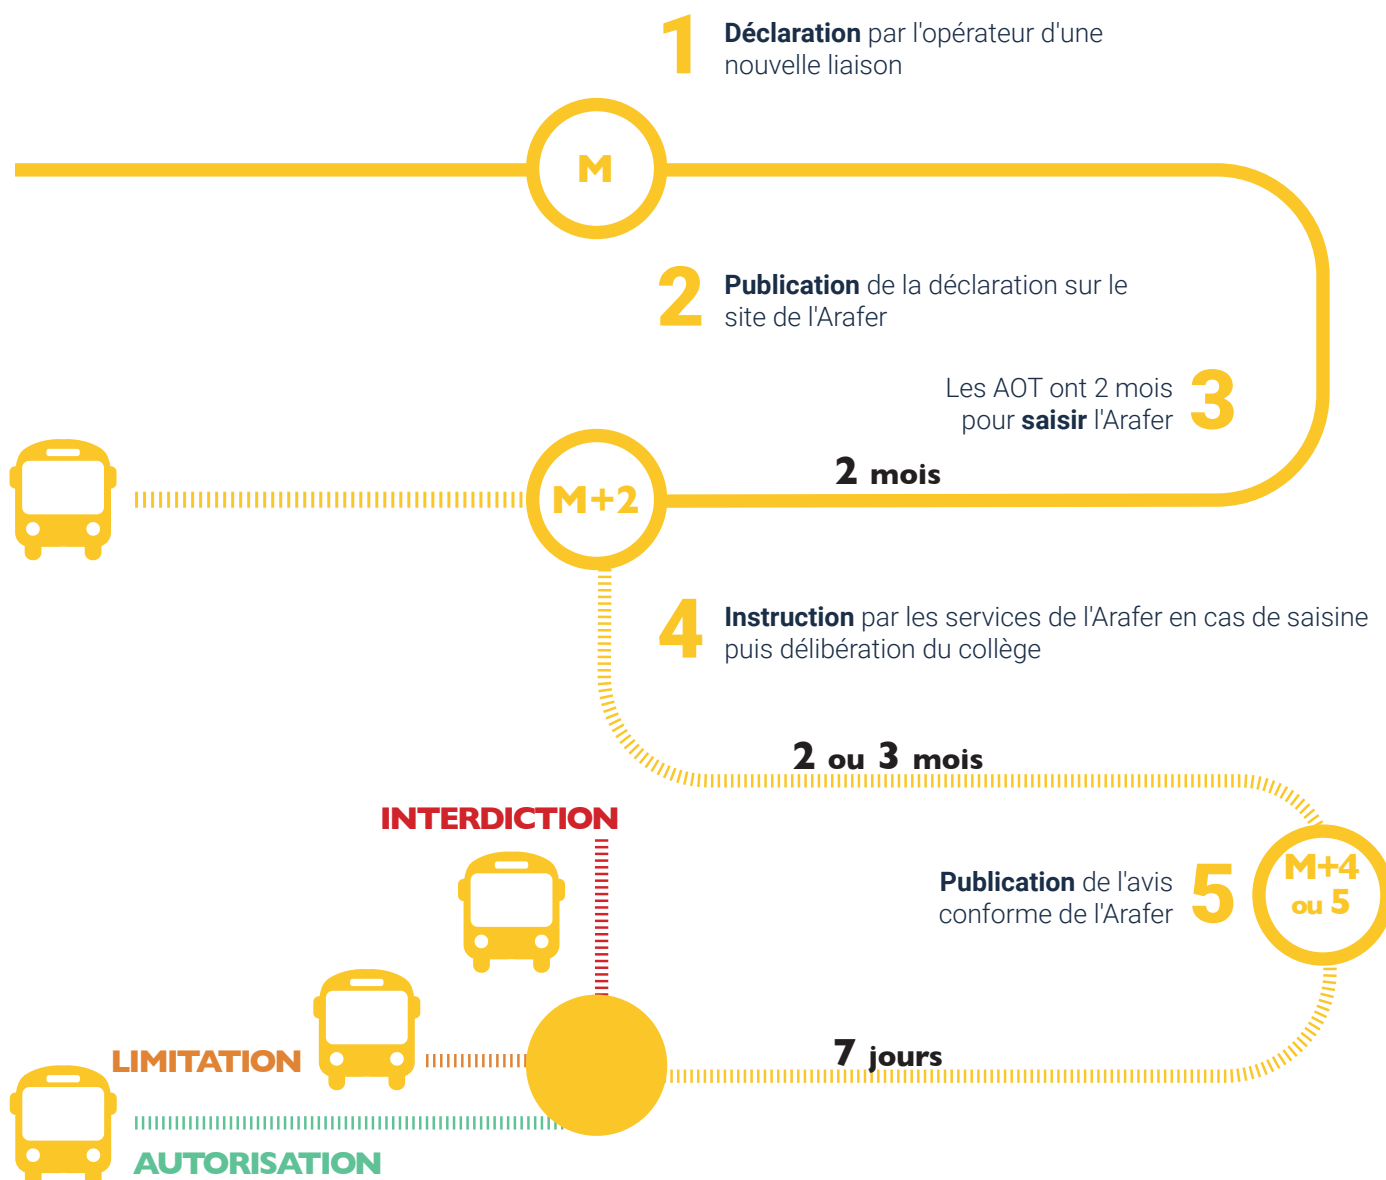 1
Déclaration par l'opérateur d'une
nouvelle liaison
M
2
Publication de la déclaration sur le
site de l'Arafer
Les AOT ont 2 mois
pour saisir l'Arafer
3
2 mois
M+2
4
Instruction par les services de l'Arafer en cas de saisine
puis délibération du collège
2 ou 3 mois
INTERDICTION
Publication de l'avis
conforme de l'Arafer
5
M+4
ou 5
LIMITATION
7 jours
AUTORISATION